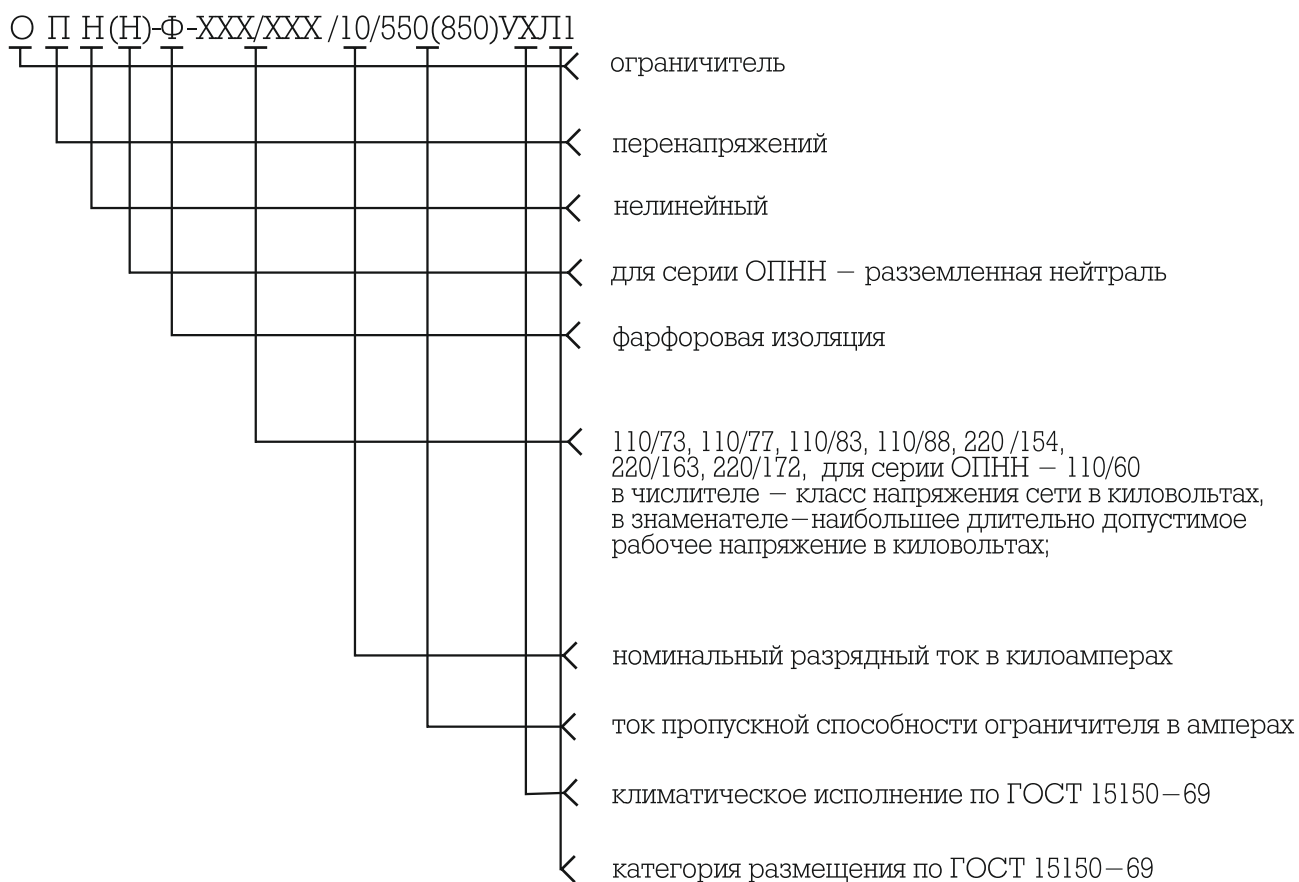 ОПН(Н)-Ф-ХХХ/ХХХ /10/550(850)УХЛ1
ограничитель
перенапряжений
нелинейный
для серии ОПНН — разземленная нейтраль
фарфоровая изоляция
110/73, 110/77, 110/83, 110/88, 220 /154,
220/163, 220/172, для серии ОПНН — 110/60
в числителе — класс напряжения сети в киловольтах,
в знаменателе—наибольшее длительно допустимое
рабочее напряжение в киловольтах;
номинальный разрядный ток в килоамперах
ток пропускной способности ограничителя в амперах
климатическое исполнение по ГОСТ 15150—69
категория размещения по ГОСТ 15150—69